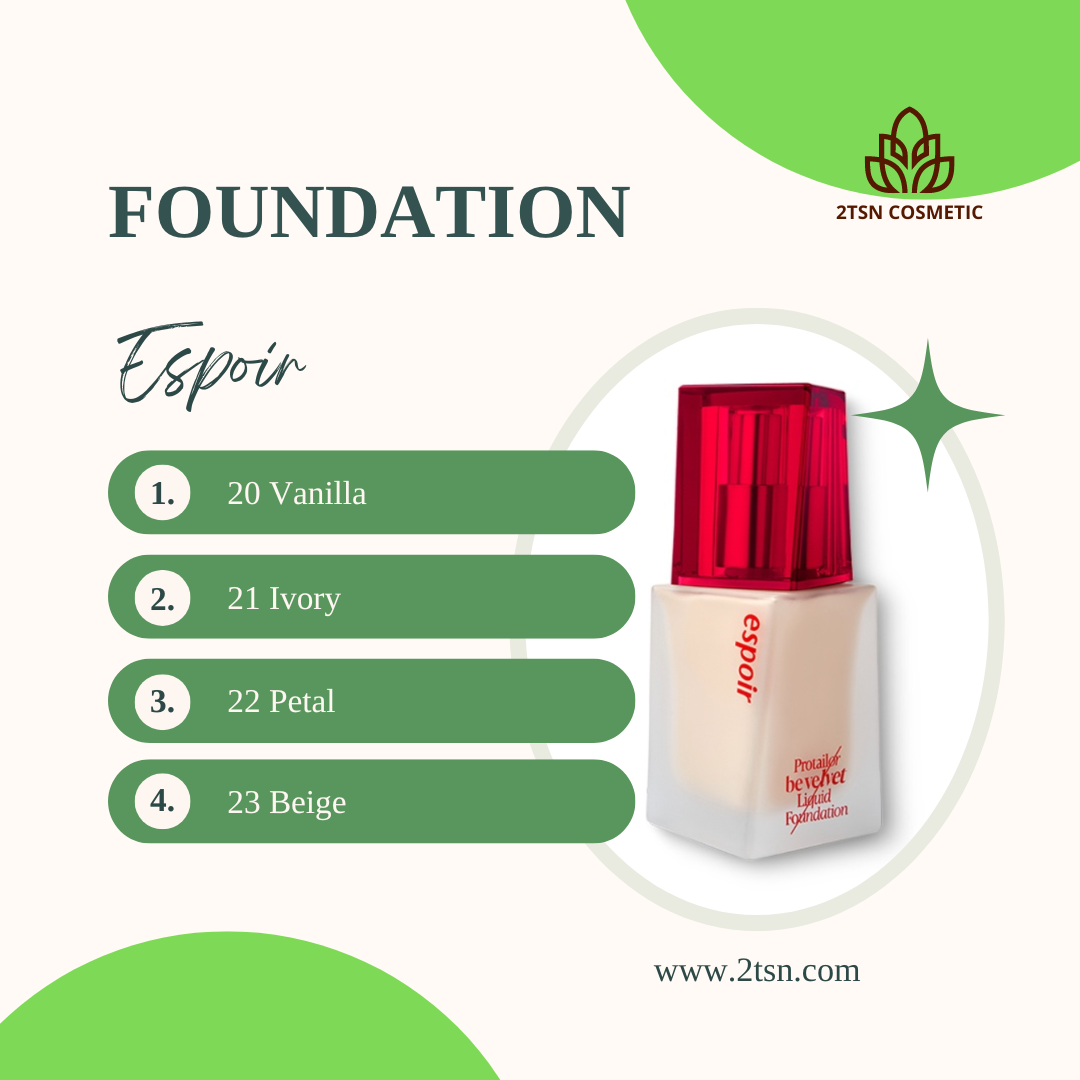 2TSN COSMETIC
FOUNDATION
Espoir
1. 20 Vanilla
2. 21 Ivory
3. 22 Petal
4. 23 Beige
espoir
Protailor
be velvet
Liquid
Foundation
www.2tsn.com